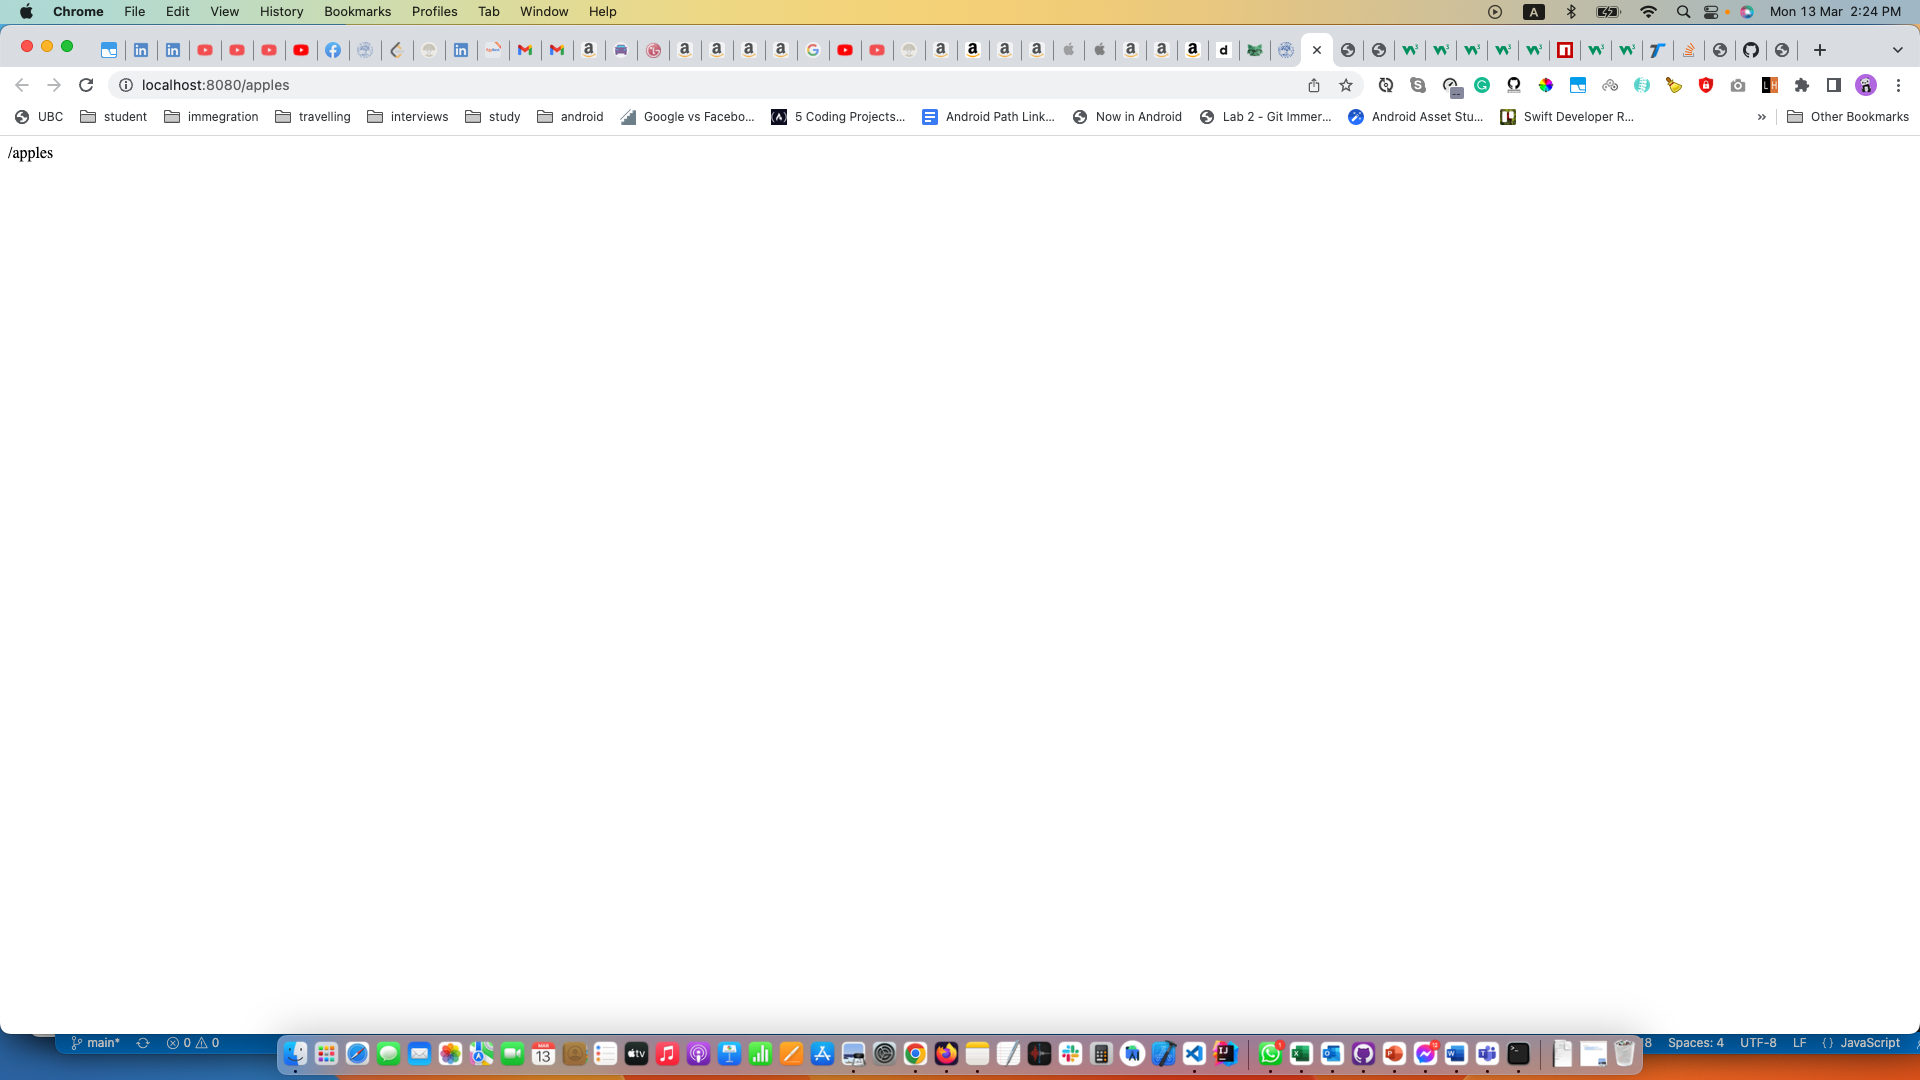 Chrome File Edit View History Bookmarks Profiles Tab Window Help A Mon 13 Mar 2:24 PM
localhost:8080/apples
UBC student immegration travelling interviews study android Google vs Facebo... 5 Coding Projects... Android Path Link... Now in Android Lab 2 - Git Immer... Android Asset Stu... Swift Developer R... » Other Bookmarks
/apples
main* 0 0 Spaces: 4 UTF-8 LF {} JavaScript
MAR
13
tv